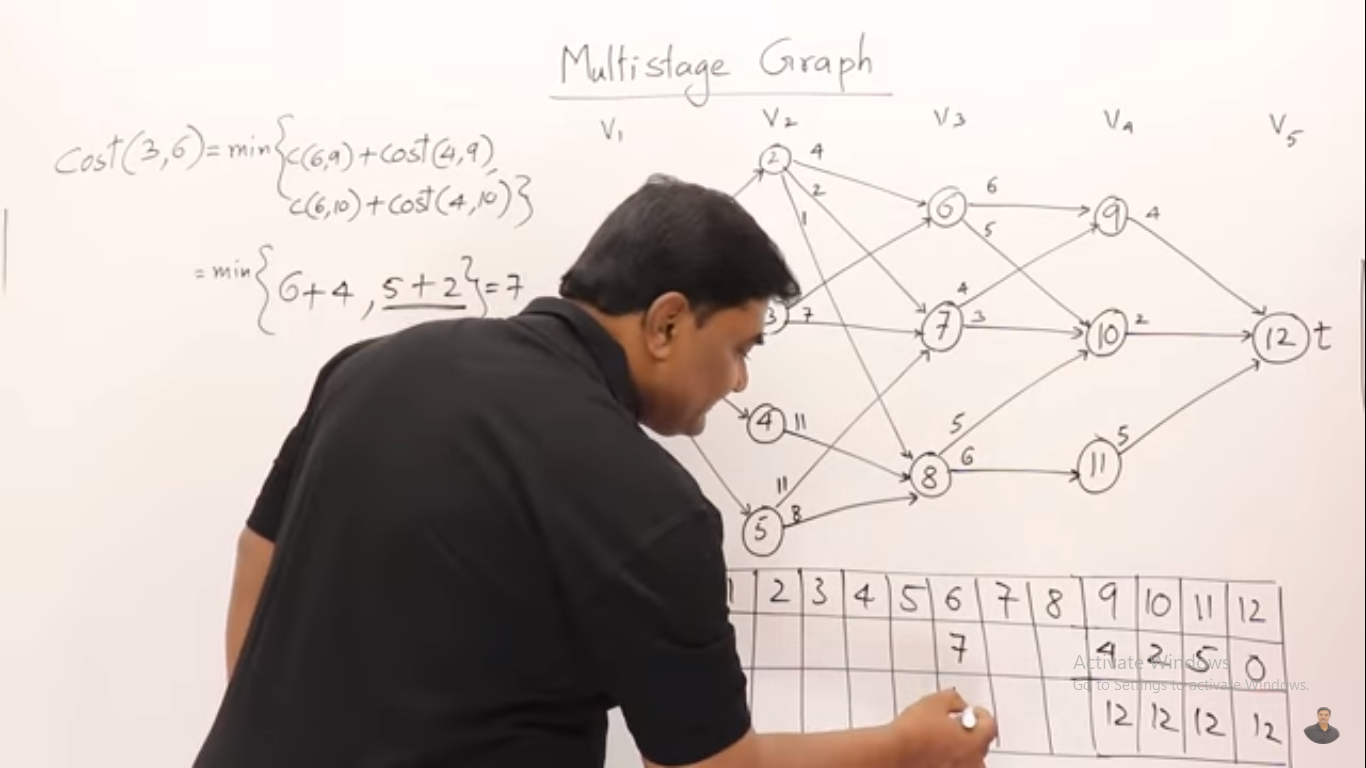 Multistage Graph
V1 V2 V3 V4 V5
Cost(3,6)=min{c(6,9)+cost(4,9),
c(6,10)+cost(4,10)}
=min{6+4, 5+2}=7
2 4
2
1
6 6
5
9 4
3 7
7 4
3
10 2
12 t
4 11
8 5
6
11 5
5 11
8
1 2 3 4 5 6 7 8 9 10 11 12
7 4 2 5 0
12 12 12 12
Activate Windows
Go to Settings to activate Windows.